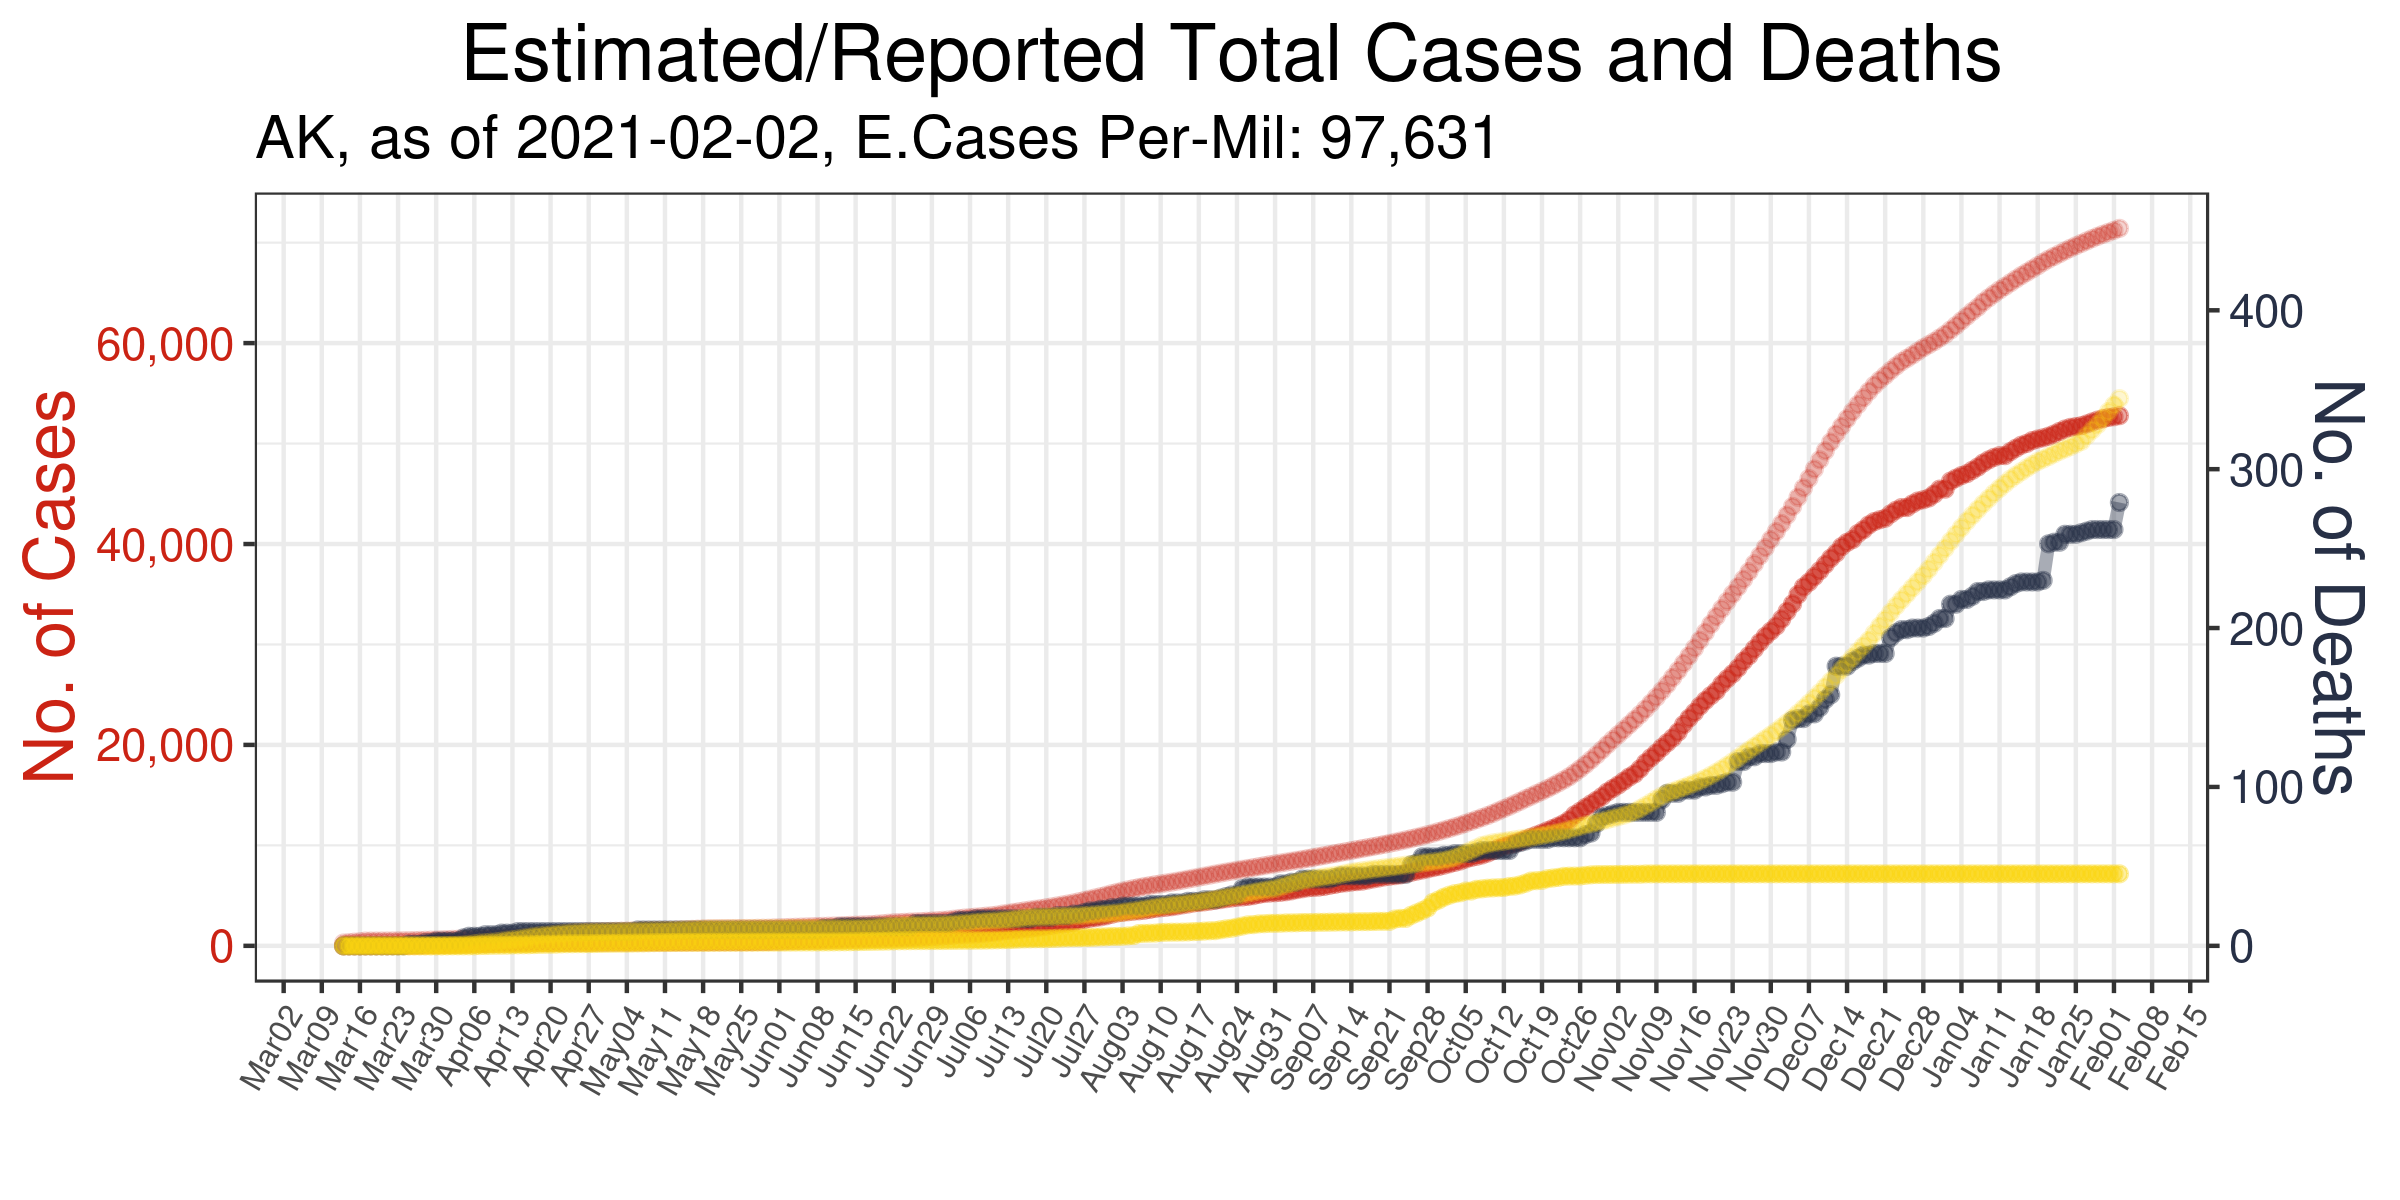 Estimated/Reported Total Cases and Deaths
AK, as of 2021-02-02, E.Cases Per-Mil: 97,631
No. of Cases
60,000
40,000
20,000
0
400
300
200
100
0
No. of Deaths
Mar02
Mar09
Mar16
Mar23
Mar30
Apr06
Apr13
Apr20
Apr27
May04
May11
May18
May25
Jun01
Jun08
Jun15
Jun22
Jun29
Jul06
Jul13
Jul20
Jul27
Aug03
Aug10
Aug17
Aug24
Aug31
Sep07
Sep14
Sep21
Sep28
Oct05
Oct12
Oct19
Oct26
Nov02
Nov09
Nov16
Nov23
Nov30
Dec07
Dec14
Dec21
Dec28
Jan04
Jan11
Jan18
Jan25
Feb01
Feb08
Feb15